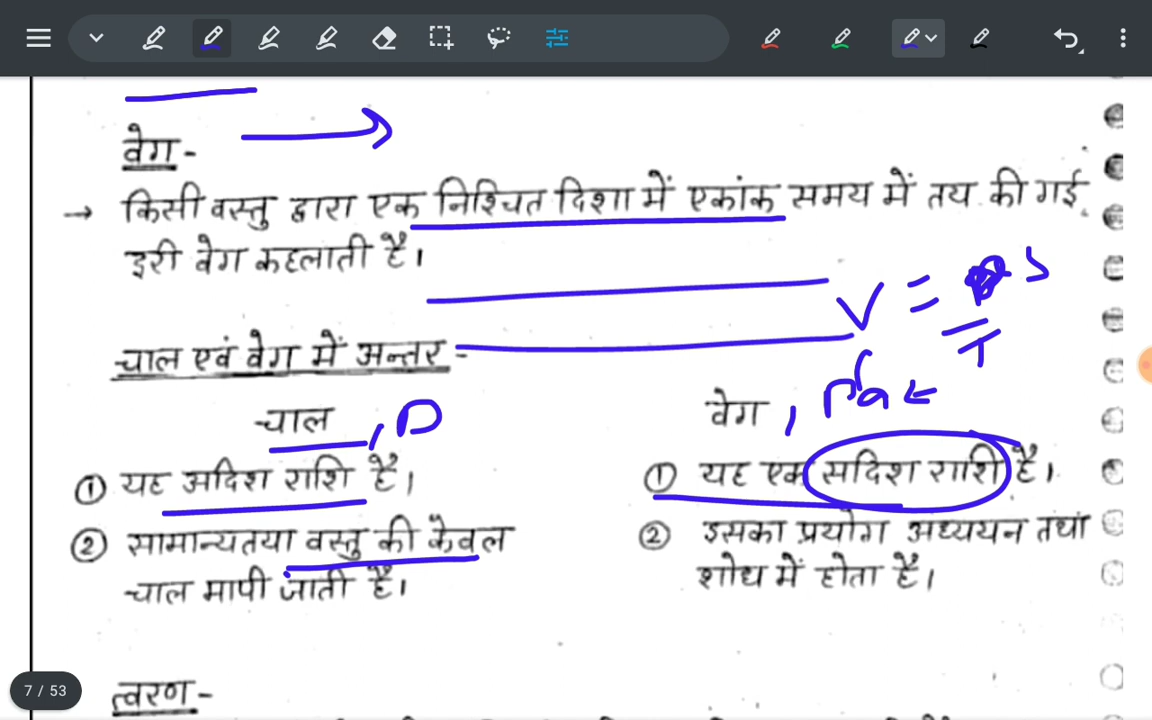 वेग-
→ किसी वस्तु द्वारा एक निश्चित दिशा में एकांक समय में तय की गई
दूरी वेग कहलाती है।
V = S
T
चाल एवं वेग में अन्तर-
चाल , D
① यह अदिश राशि है।
② सामान्यतया वस्तु की केवल
चाल मापी जाती है।
वेग ,
① यह एक सदिश राशि है।
② इसका प्रयोग अध्ययन तथा
शोध में होता है।
त्वरण-
7 / 53